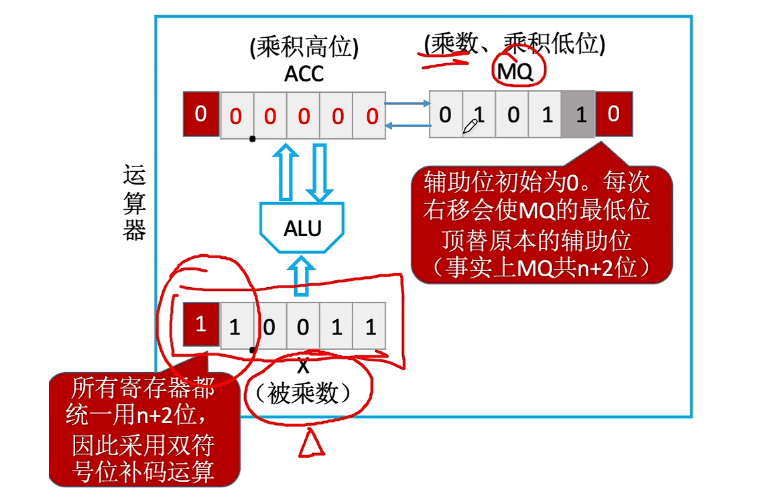 (乘积高位)
(乘数、乘积低位)
ACC
MQ
0 0 0 0 0 0
0 1 0 1 1 0
运算器
ALU
辅助位初始为0。每次
右移会使MQ的最低位
顶替原本的辅助位
（事实上MQ共n+2位）
1 1 0 0 1 1
X
（被乘数）
所有寄存器都
统一用n+2位，
因此采用双符
号位补码运算